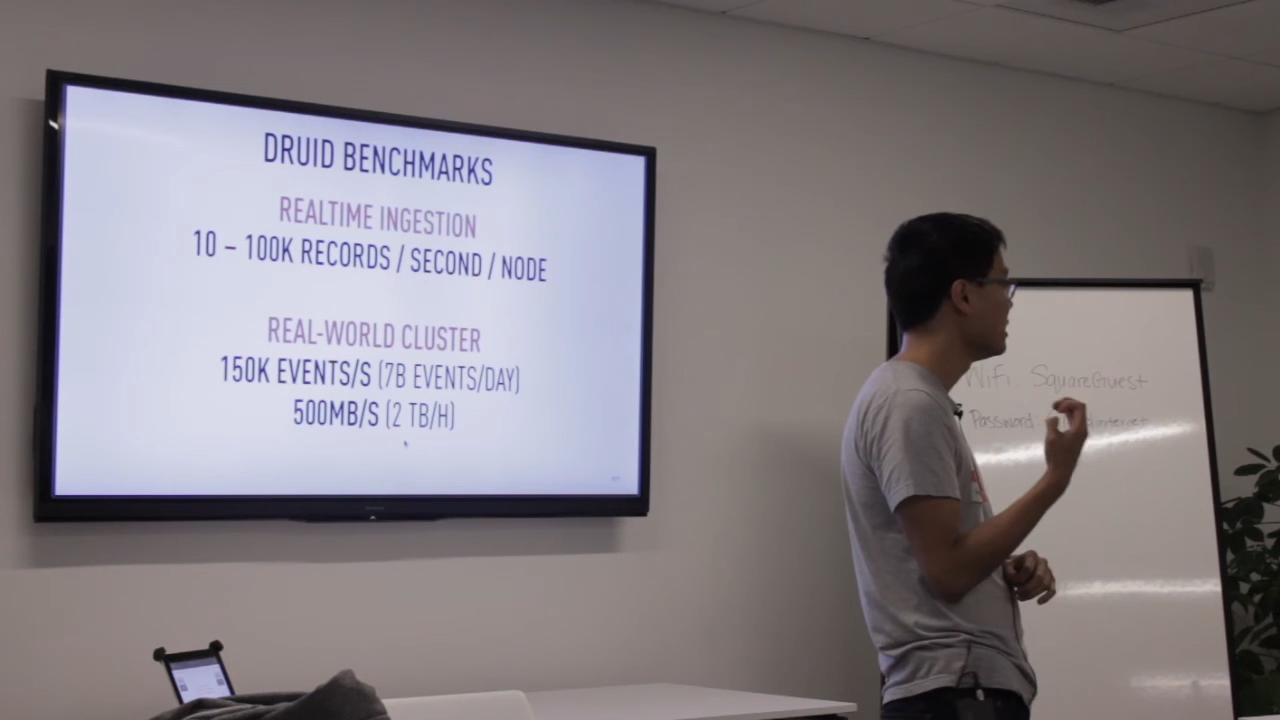 DRUID BENCHMARKS
REALTIME INGESTION
10 – 100K RECORDS / SECOND / NODE
REAL-WORLD CLUSTER
150K EVENTS/S (7B EVENTS/DAY)
500MB/S (2 TB/H)
WiFi SquareGuest
Password